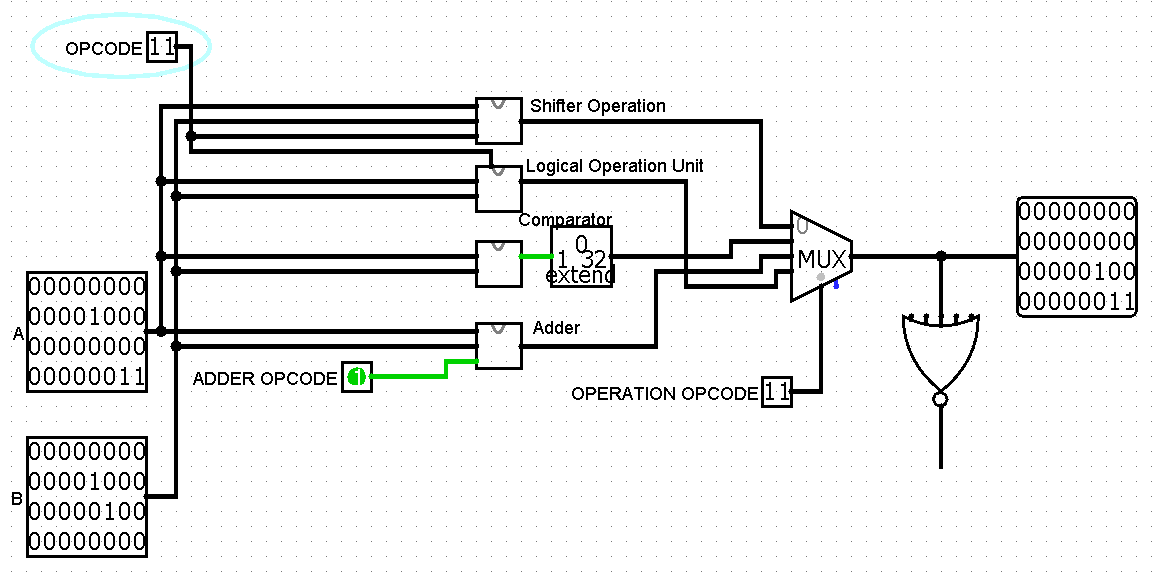 OPCODE 11
Shifter Operation
Logical Operation Unit
Comparator
0
1 32
extend
0
MUX
00000000
00000000
00000100
00000011
A
00000000
00001000
00000000
00000011
Adder
ADDER OPCODE 1
OPERATION OPCODE 11
B
00000000
00001000
00000100
00000000